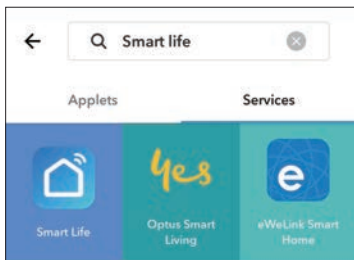 Smart life
Applets
Services
yes
e
Smart Life
Optus Smart
Living
eWeLink Smart
Home